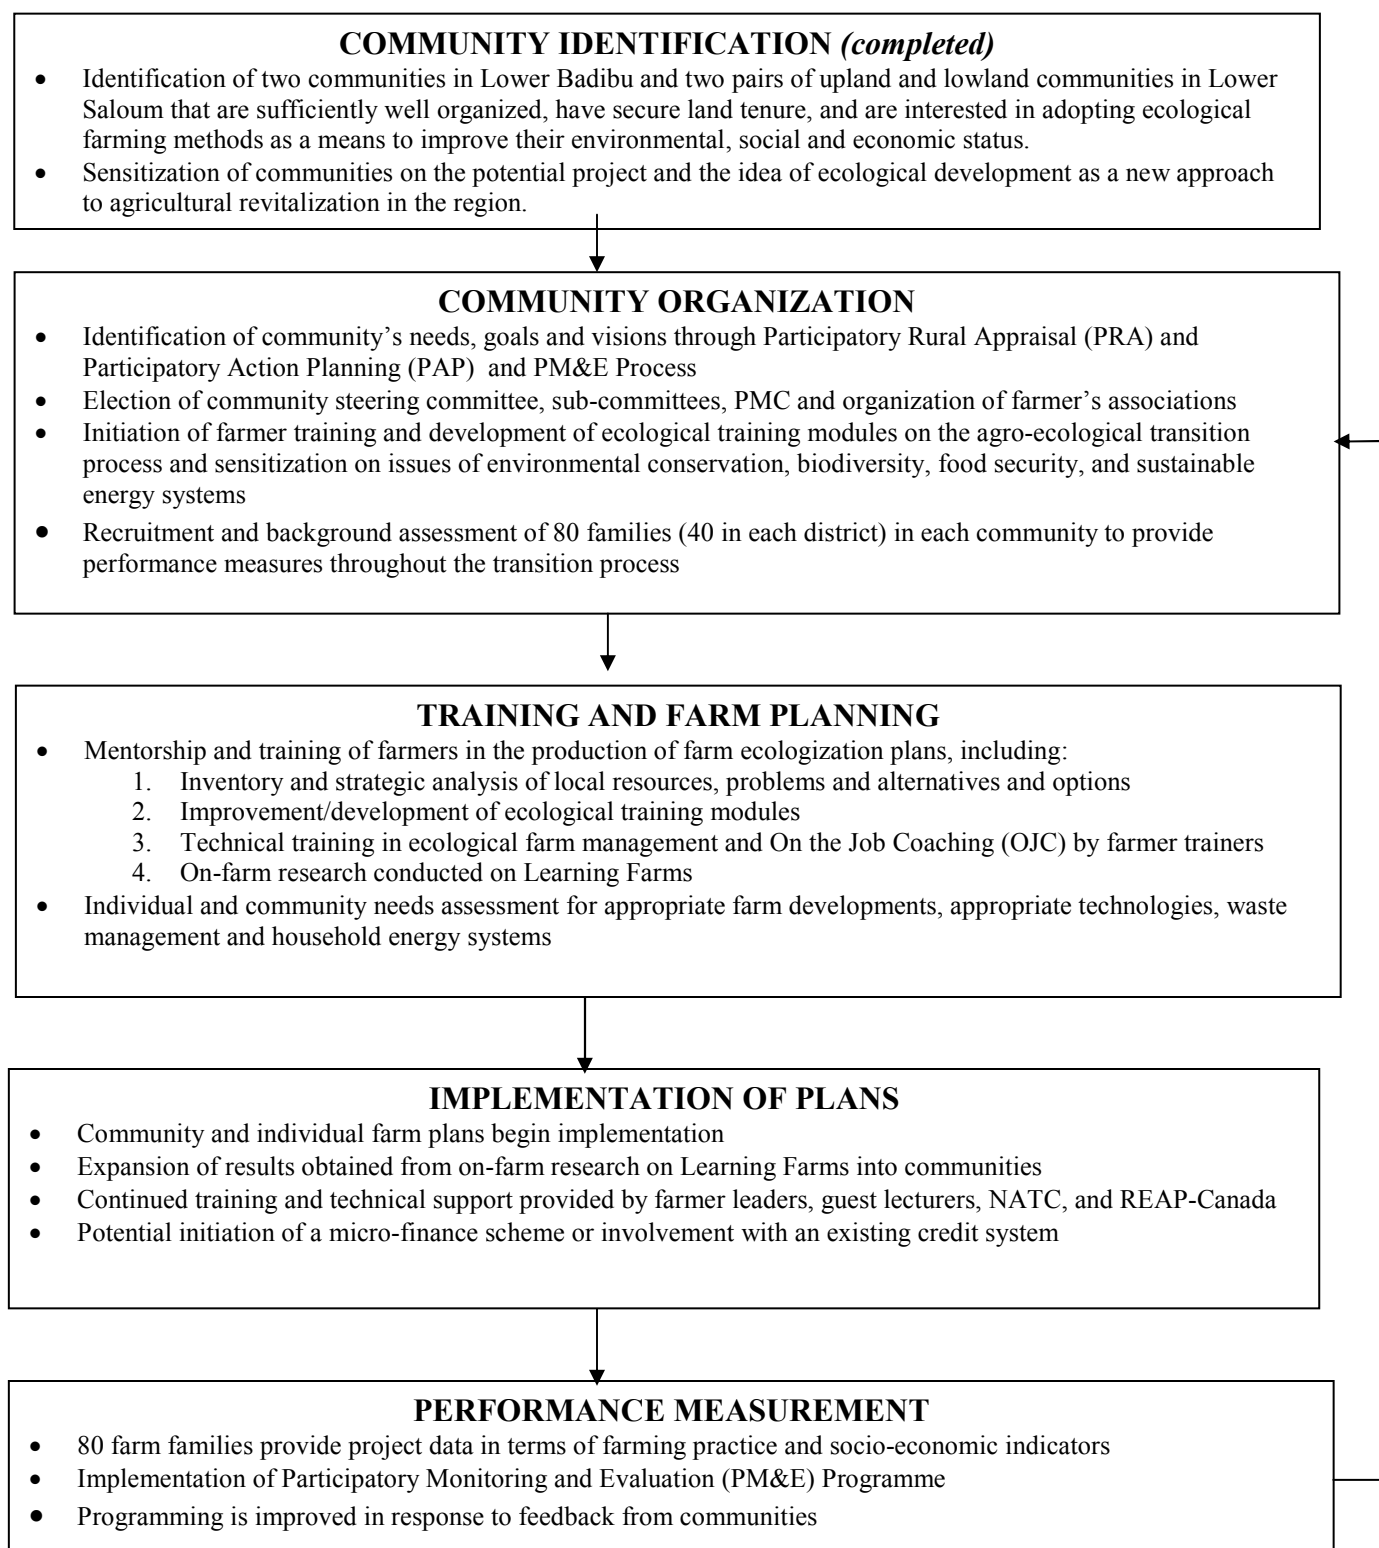 COMMUNITY IDENTIFICATION (completed)
• Identification of two communities in Lower Badibu and two pairs of upland and lowland communities in Lower
Saloum that are sufficiently well organized, have secure land tenure, and are interested in adopting ecological
farming methods as a means to improve their environmental, social and economic status.
• Sensitization of communities on the potential project and the idea of ecological development as a new approach
to agricultural revitalization in the region.
COMMUNITY ORGANIZATION
• Identification of community’s needs, goals and visions through Participatory Rural Appraisal (PRA) and
Participatory Action Planning (PAP) and PM&E Process
• Election of community steering committee, sub-committees, PMC and organization of farmer’s associations
• Initiation of farmer training and development of ecological training modules on the agro-ecological transition
process and sensitization on issues of environmental conservation, biodiversity, food security, and sustainable
energy systems
• Recruitment and background assessment of 80 families (40 in each district) in each community to provide
performance measures throughout the transition process
TRAINING AND FARM PLANNING
• Mentorship and training of farmers in the production of farm ecologization plans, including:
1. Inventory and strategic analysis of local resources, problems and alternatives and options
2. Improvement/development of ecological training modules
3. Technical training in ecological farm management and On the Job Coaching (OJC) by farmer trainers
4. On-farm research conducted on Learning Farms
• Individual and community needs assessment for appropriate farm developments, appropriate technologies, waste
management and household energy systems
IMPLEMENTATION OF PLANS
• Community and individual farm plans begin implementation
• Expansion of results obtained from on-farm research on Learning Farms into communities
• Continued training and technical support provided by farmer leaders, guest lecturers, NATC, and REAP-Canada
• Potential initiation of a micro-finance scheme or involvement with an existing credit system
PERFORMANCE MEASUREMENT
• 80 farm families provide project data in terms of farming practice and socio-economic indicators
• Implementation of Participatory Monitoring and Evaluation (PM&E) Programme
• Programming is improved in response to feedback from communities